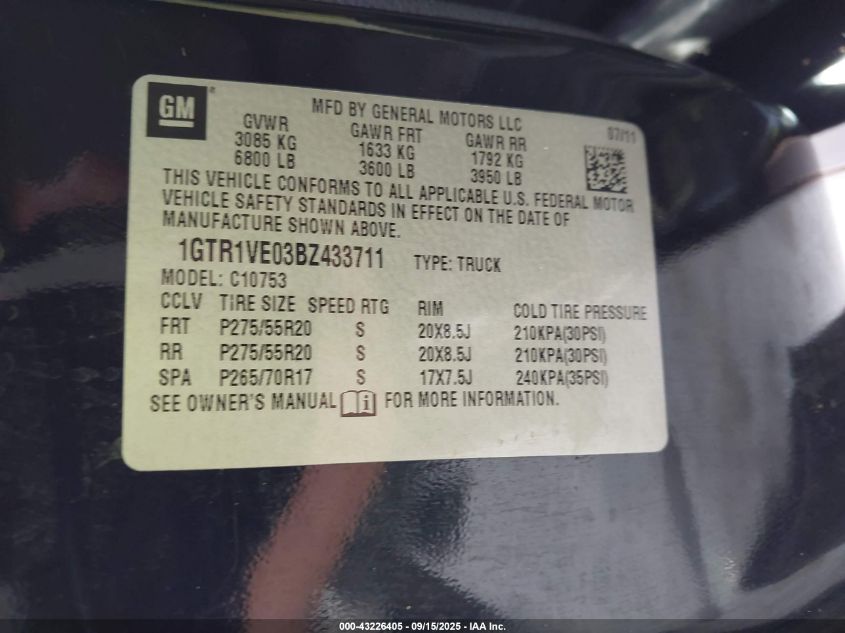 GM®
MFD BY GENERAL MOTORS LLC
07/11
GVWR GAWR FRT GAWR RR
3085 KG 1633 KG 1792 KG
6800 LB 3600 LB 3950 LB
THIS VEHICLE CONFORMS TO ALL APPLICABLE U.S. FEDERAL MOTOR
VEHICLE SAFETY STANDARDS IN EFFECT ON THE DATE OF
MANUFACTURE SHOWN ABOVE.
1GTR1VE03BZ433711 TYPE: TRUCK
MODEL: C10753
CCLV TIRE SIZE SPEED RTG RIM COLD TIRE PRESSURE
FRT P275/55R20 S 20X8.5J 210KPA(30PSI)
RR P275/55R20 S 20X8.5J 210KPA(30PSI)
SPA P265/70R17 S 17X7.5J 240KPA(35PSI)
SEE OWNER'S MANUAL i FOR MORE INFORMATION.
000-43226405 - 09/15/2025 - IAA Inc.